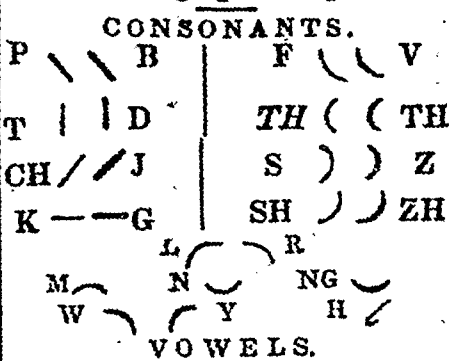 CONSONANTS.
P B F V
T D TH TH
CH J S Z
K G SH ZH
L R
M N NG
W Y H
VOWELS.